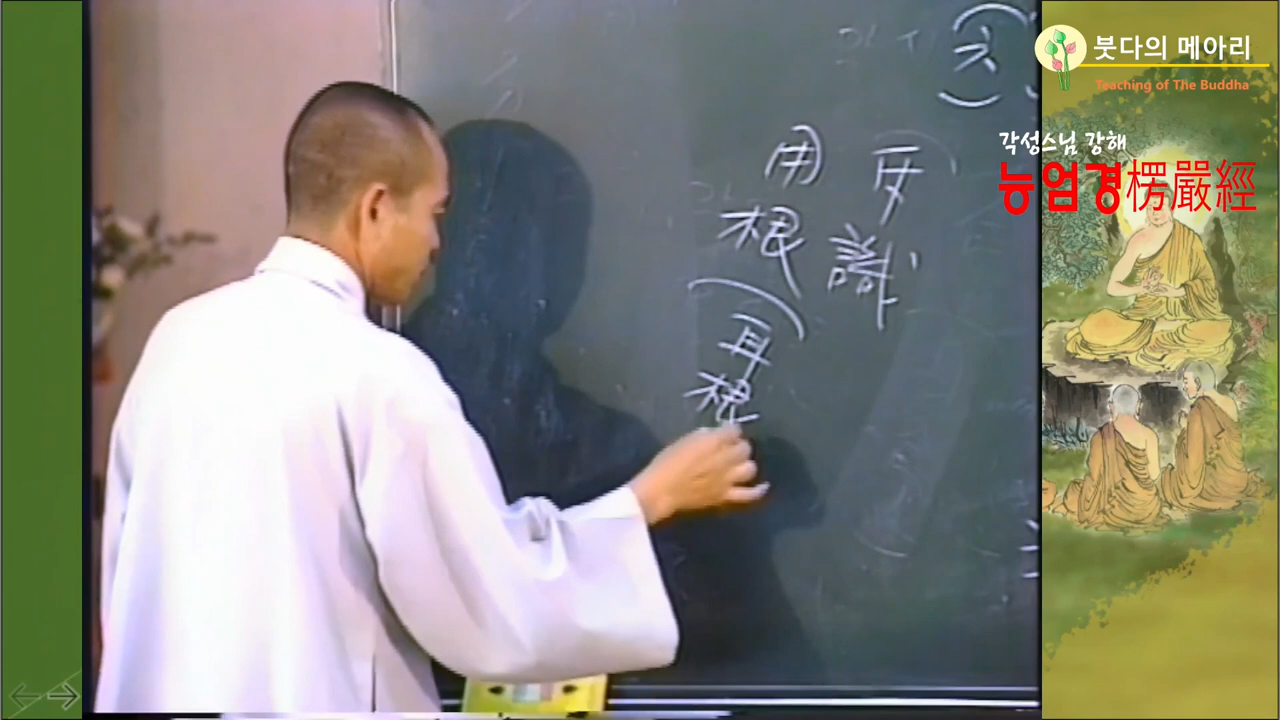 붓다의 메아리
Teaching of The Buddha
각성스님 강해
능엄경楞嚴經
(六)
識
用根
(耳根